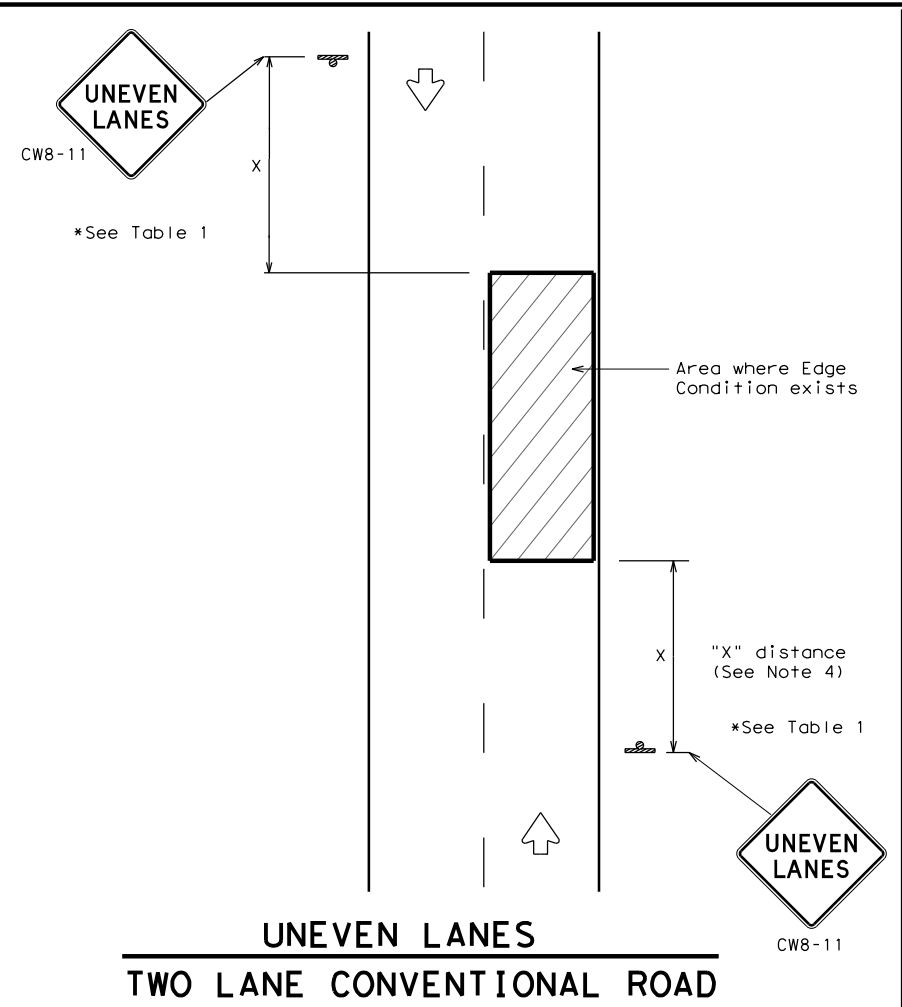 UNEVEN
LANES
CW8-11
X
*See Table 1
Area where Edge
Condition exists
X
"X" distance
(See Note 4)
*See Table 1
UNEVEN
LANES
CW8-11
UNEVEN LANES
TWO LANE CONVENTIONAL ROAD